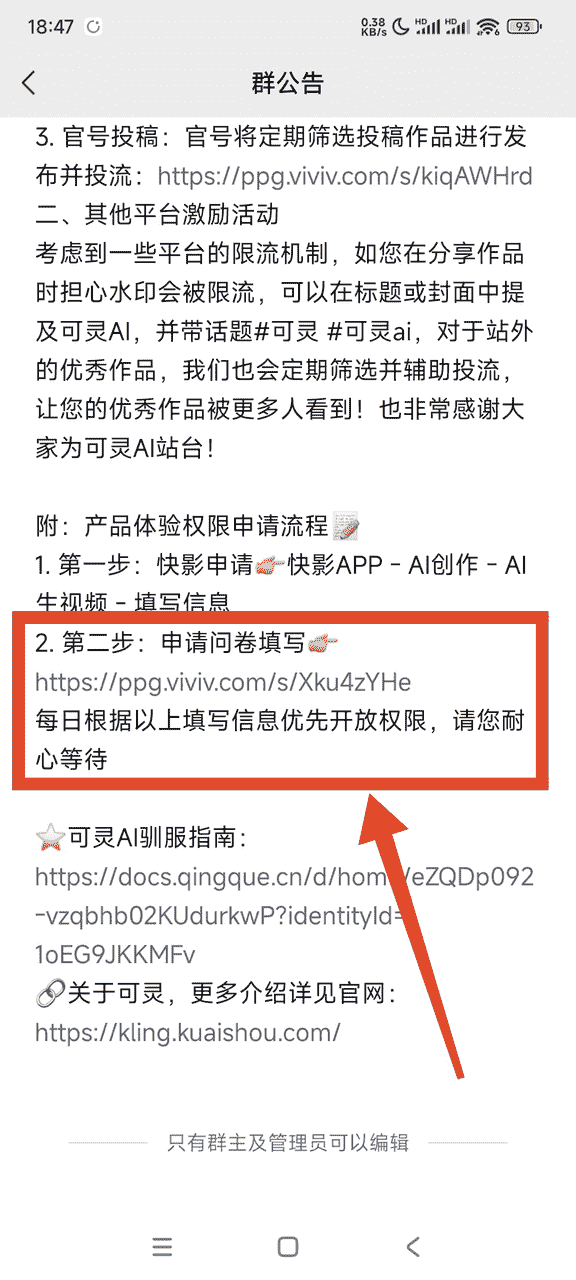 18:47
0.38
KB/s
HD
HD
6
93
群公告
3. 官号投稿：官号将定期筛选投稿作品进行发
布并投流：https://ppg.viviv.com/s/kiqAWHrd
二、其他平台激励活动
考虑到一些平台的限流机制，如您在分享作品
时担心水印会被限流，可以在标题或封面中提
及可灵AI，并带话题#可灵 #可灵ai，对于站外
的优秀作品，我们也会定期筛选并辅助投流，
让您的优秀作品被更多人看到！也非常感谢大
家为可灵AI站台！
附：产品体验权限申请流程📝
1. 第一步：快影申请👉快影APP - AI创作 - AI
生视频 - 填写信息
2. 第二步：申请问卷填写👉
https://ppg.viviv.com/s/Xku4zYHe
每日根据以上填写信息优先开放权限，请您耐
心等待
⭐可灵AI驯服指南：
https://docs.qingque.cn/d/home/eZQDp092
-vzqbhb02KUdurkwP?identityId=
1oEG9JKKMFv
🔗关于可灵，更多介绍详见官网：
https://kling.kuaishou.com/
只有群主及管理员可以编辑